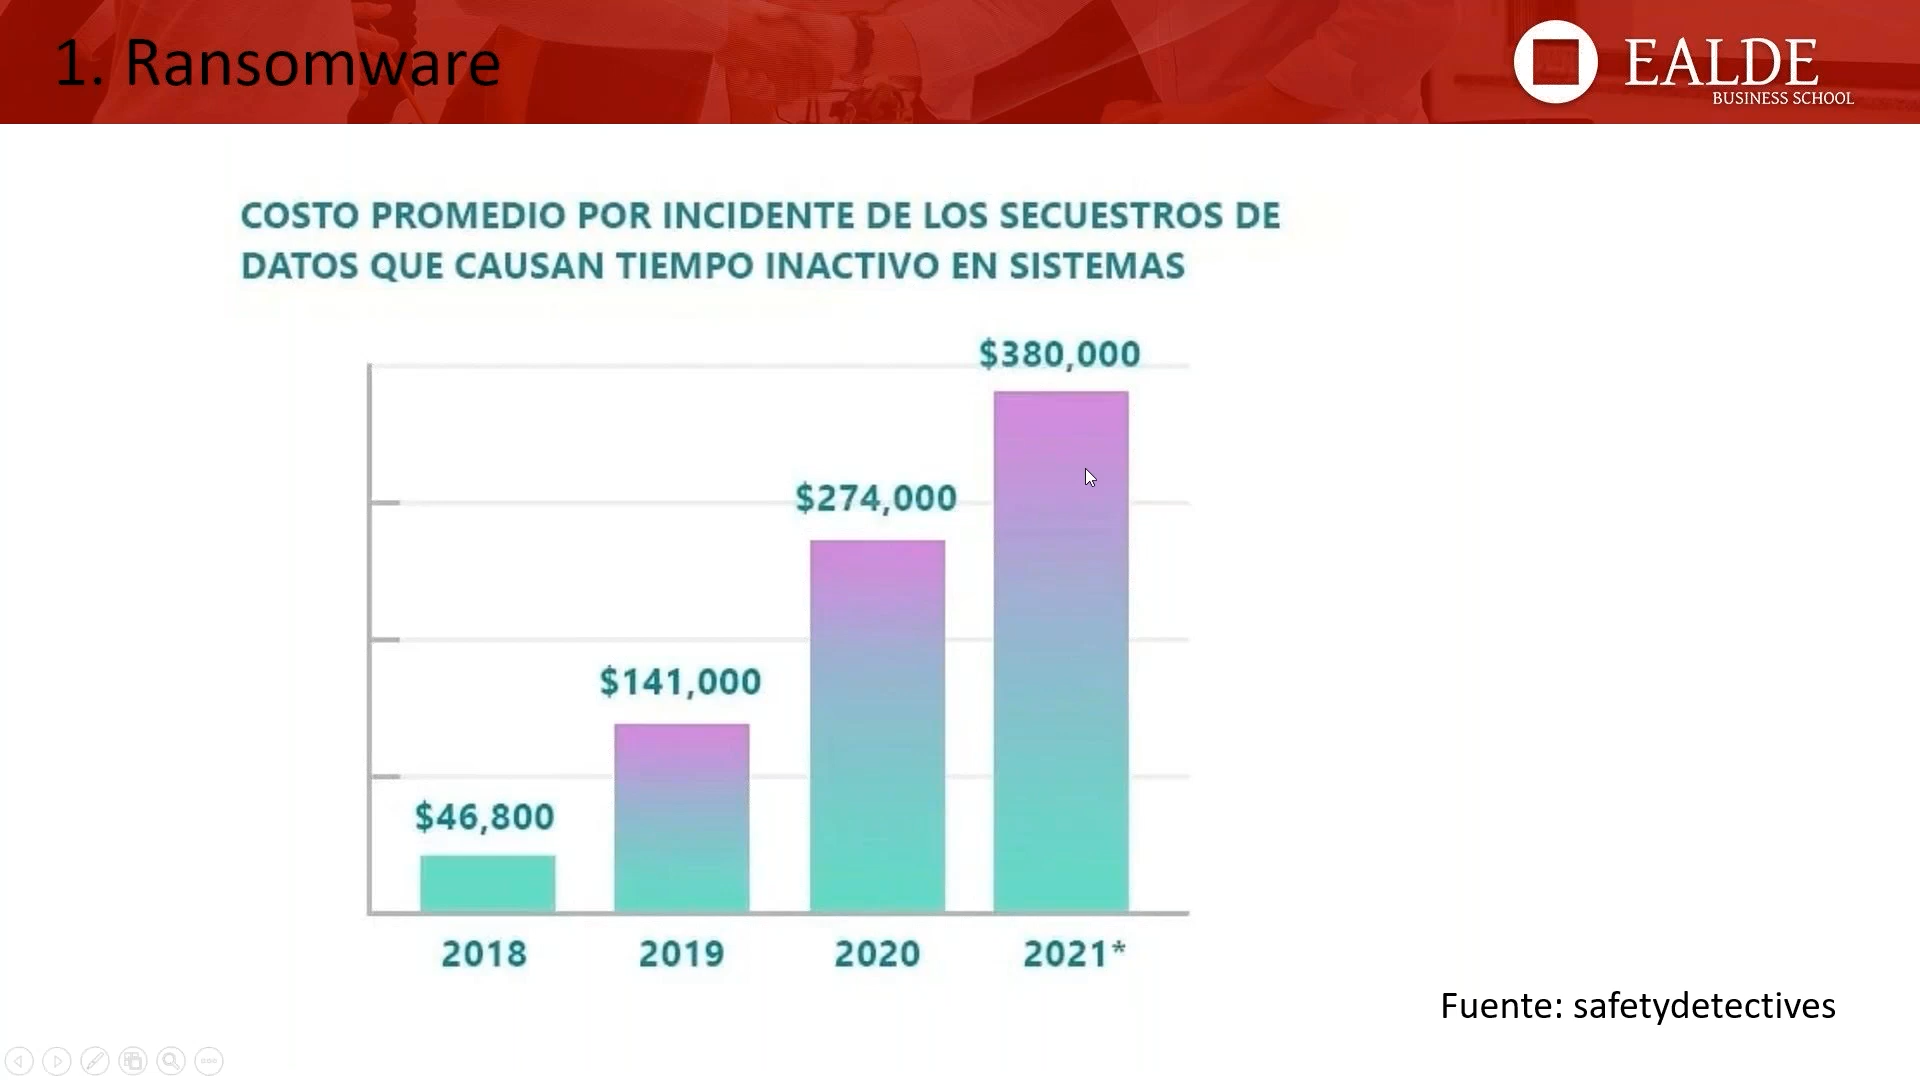 1. Ransomware
EALDE
BUSINESS SCHOOL
COSTO PROMEDIO POR INCIDENTE DE LOS SECUESTROS DE
DATOS QUE CAUSAN TIEMPO INACTIVO EN SISTEMAS
$380,000
$274,000
$141,000
$46,800
2018
2019
2020
2021*
Fuente: safetydetectives